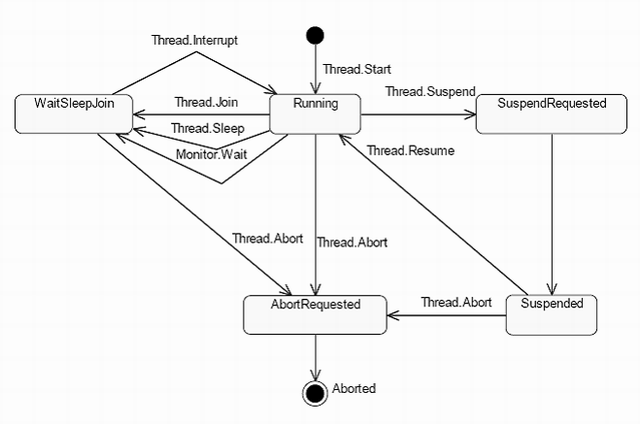 Thread.Interrupt
Thread.Start
Thread.Suspend
WaitSleepJoin
Thread.Join
Running
SuspendRequested
Thread.Sleep
Monitor.Wait
Thread.Resume
Thread.Abort
Thread.Abort
AbortRequested
Thread.Abort
Suspended
Aborted